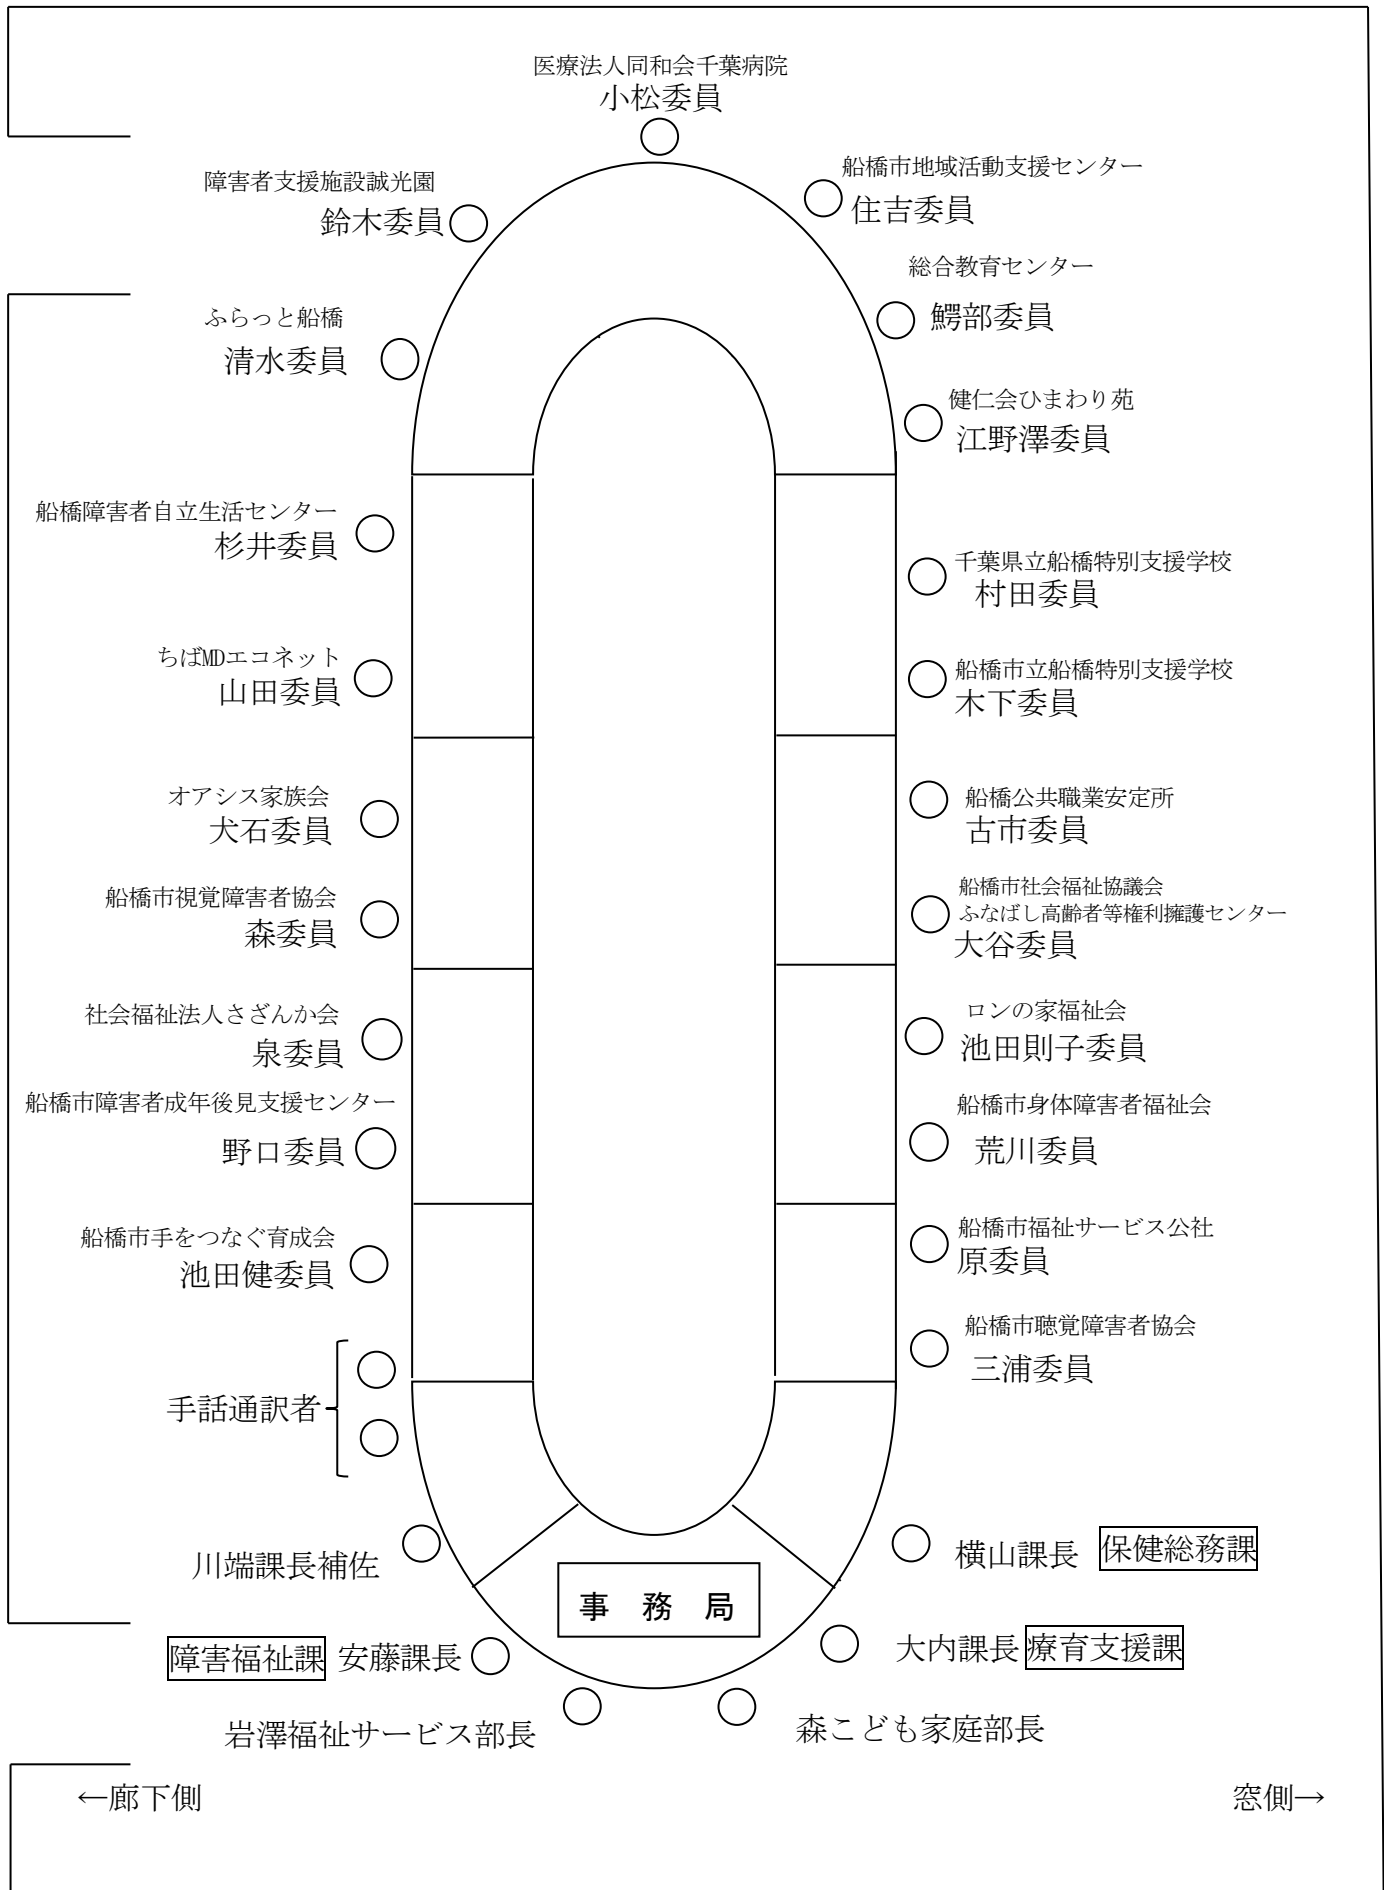 医療法人同和会千葉病院
小松委員
船橋市地域活動支援センター
住吉委員
障害者支援施設誠光園
鈴木委員
総合教育センター
鰐部委員
ふらっと船橋
清水委員
健仁会ひまわり苑
江野澤委員
船橋障害者自立生活センター
杉井委員
千葉県立船橋特別支援学校
村田委員
ちばMDエコネット
山田委員
船橋市立船橋特別支援学校
木下委員
オアシス家族会
犬石委員
船橋公共職業安定所
古市委員
船橋市視覚障害者協会
森委員
船橋市社会福祉協議会
ふなばし高齢者等権利擁護センター
大谷委員
社会福祉法人さざんか会
泉委員
ロンの家福祉会
池田則子委員
船橋市障害者成年後見支援センター
野口委員
船橋市身体障害者福祉会
荒川委員
船橋市手をつなぐ育成会
池田健委員
船橋市福祉サービス公社
原委員
船橋市聴覚障害者協会
三浦委員
手話通訳者
川端課長補佐
横山課長 保健総務課
事 務 局
障害福祉課 安藤課長
大内課長 療育支援課
岩澤福祉サービス部長
森こども家庭部長
←廊下側
窓側→